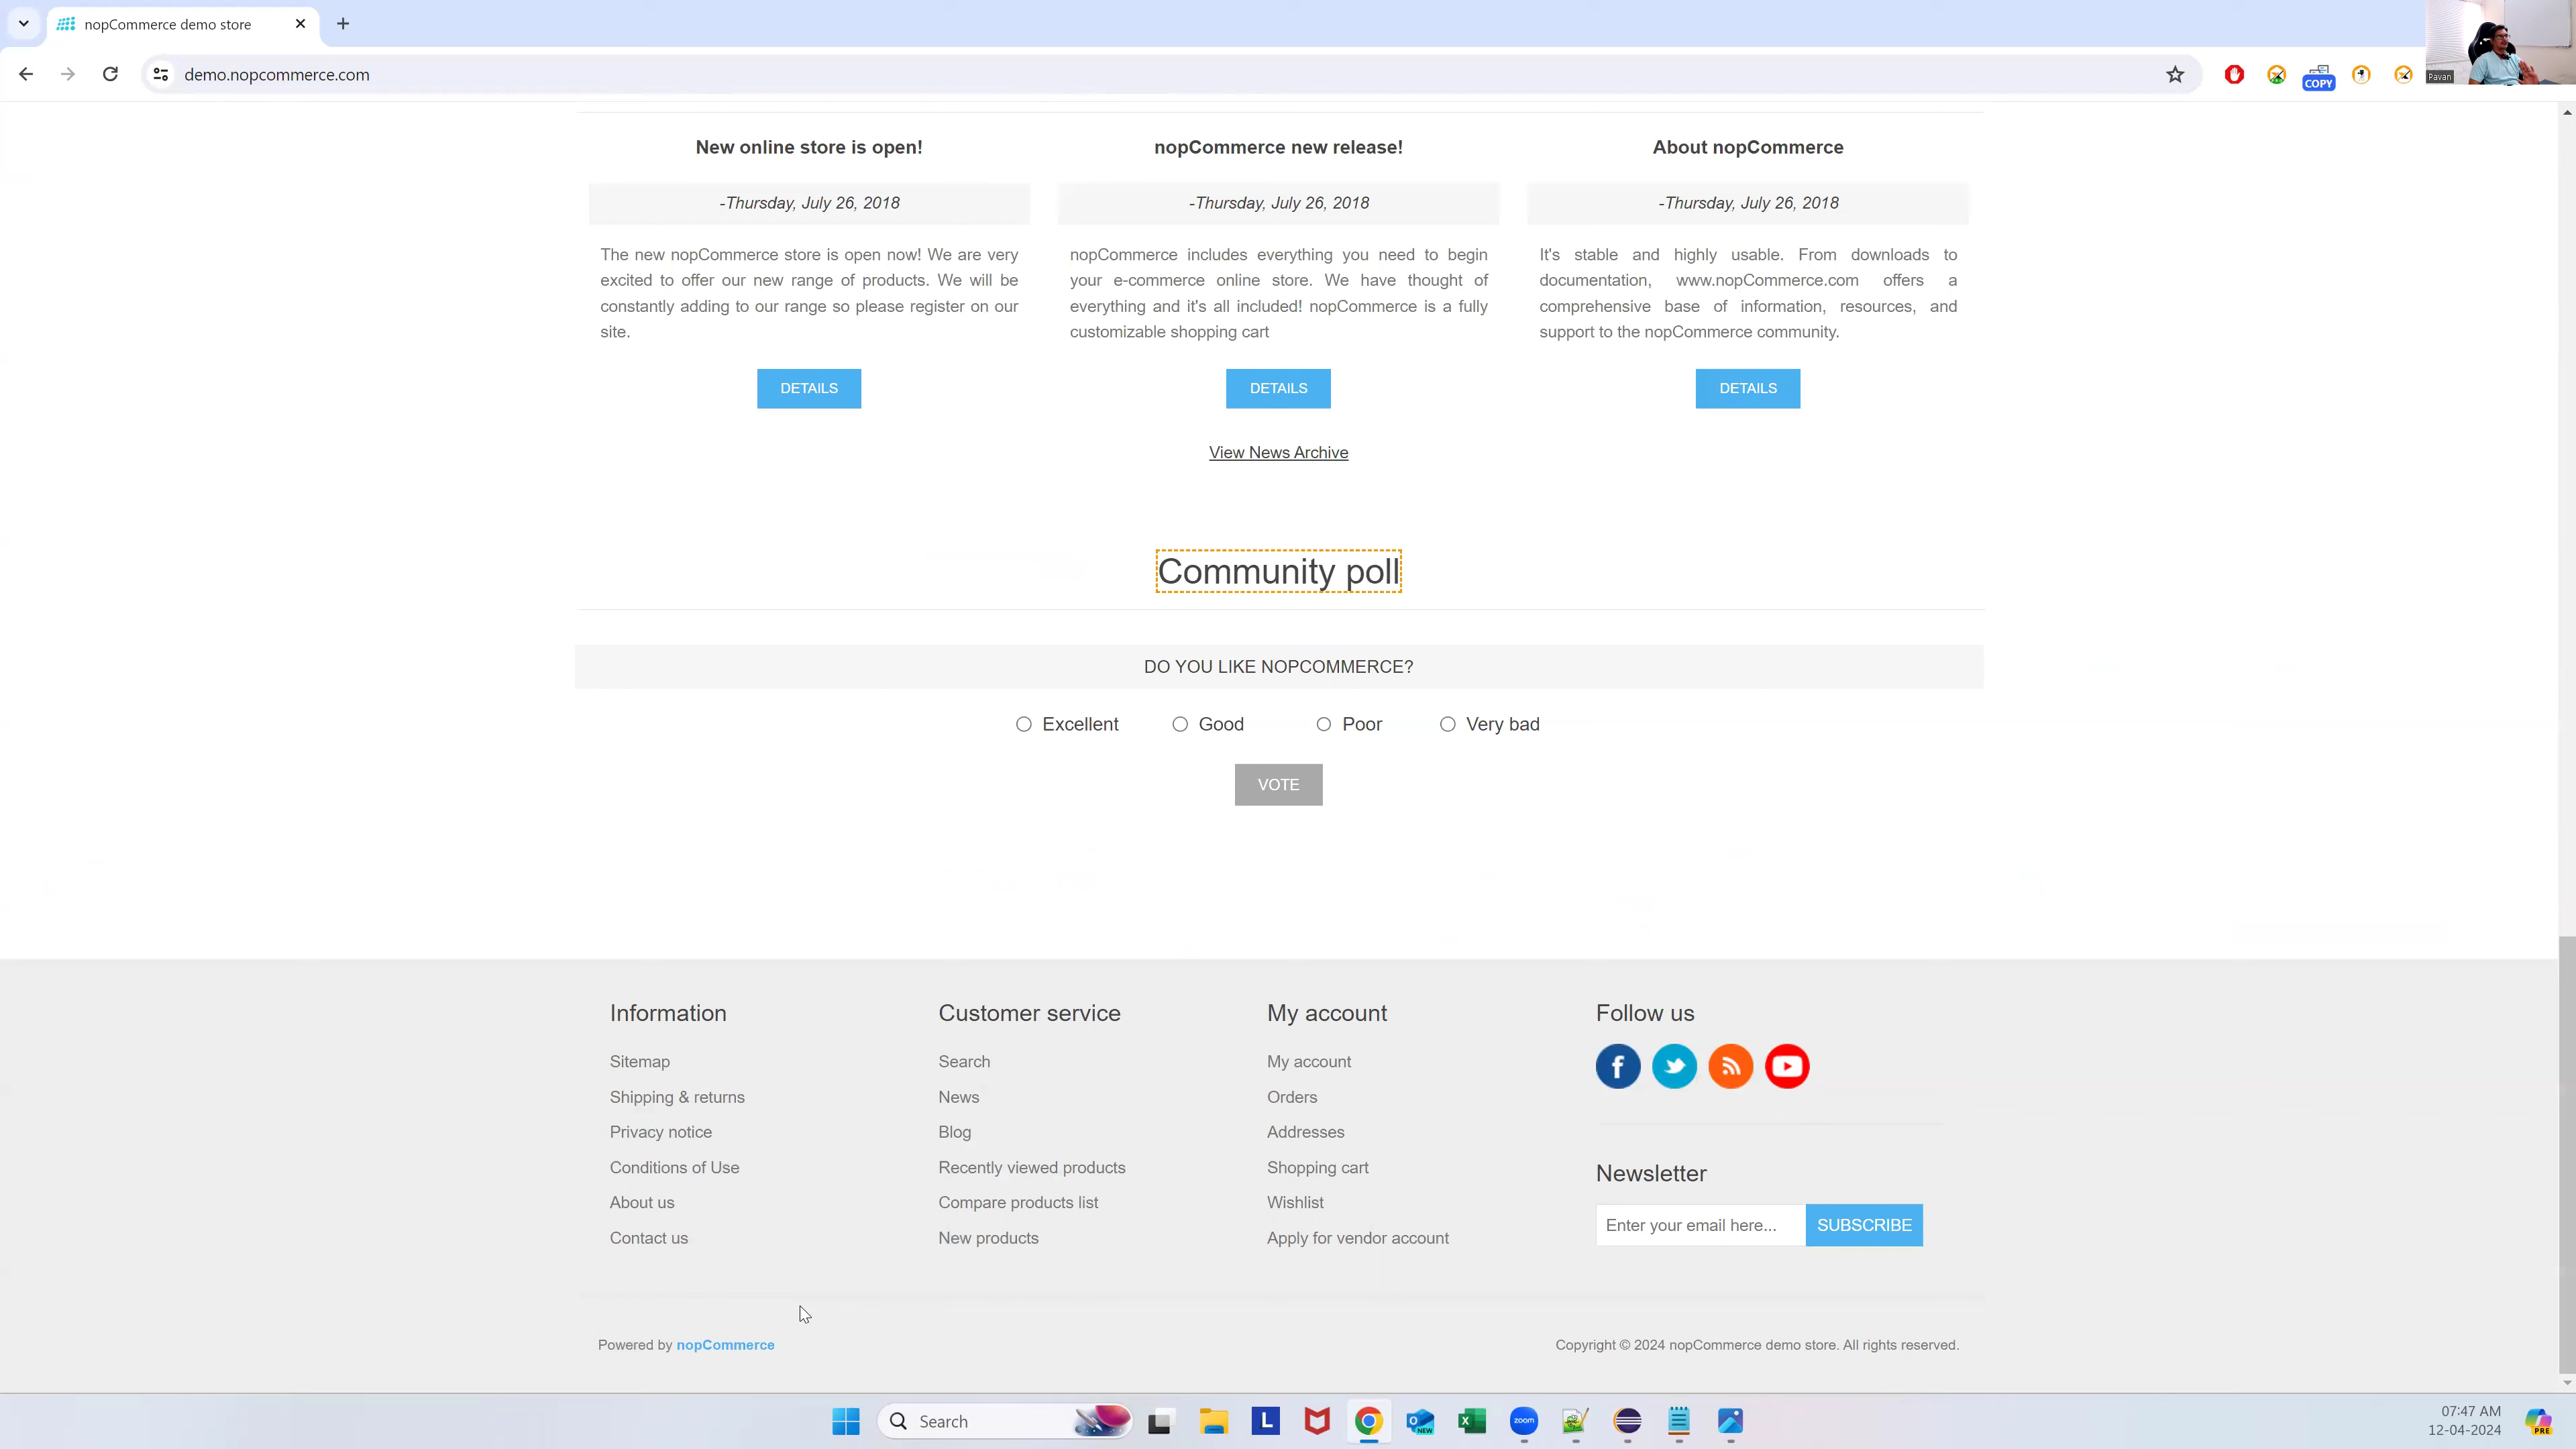 nopCommerce demo store
demo.nopcommerce.com
COPY
Pavan
New online store is open!
-Thursday, July 26, 2018
The new nopCommerce store is open now! We are very
excited to offer our new range of products. We will be
constantly adding to our range so please register on our
site.
DETAILS
nopCommerce new release!
-Thursday, July 26, 2018
nopCommerce includes everything you need to begin
your e-commerce online store. We have thought of
everything and it's all included! nopCommerce is a fully
customizable shopping cart
DETAILS
About nopCommerce
-Thursday, July 26, 2018
It's stable and highly usable. From downloads to
documentation, www.nopCommerce.com offers a
comprehensive base of information, resources, and
support to the nopCommerce community.
DETAILS
View News Archive
Community poll
DO YOU LIKE NOPCOMMERCE?
Excellent Good Poor Very bad
VOTE
Information
Sitemap
Shipping & returns
Privacy notice
Conditions of Use
About us
Contact us
Customer service
Search
News
Blog
Recently viewed products
Compare products list
New products
My account
My account
Orders
Addresses
Shopping cart
Wishlist
Apply for vendor account
Follow us
Newsletter
Enter your email here... SUBSCRIBE
Powered by nopCommerce
Copyright © 2024 nopCommerce demo store. All rights reserved.
Search
L
NEW
zoom
07:47 AM
12-04-2024
PRE